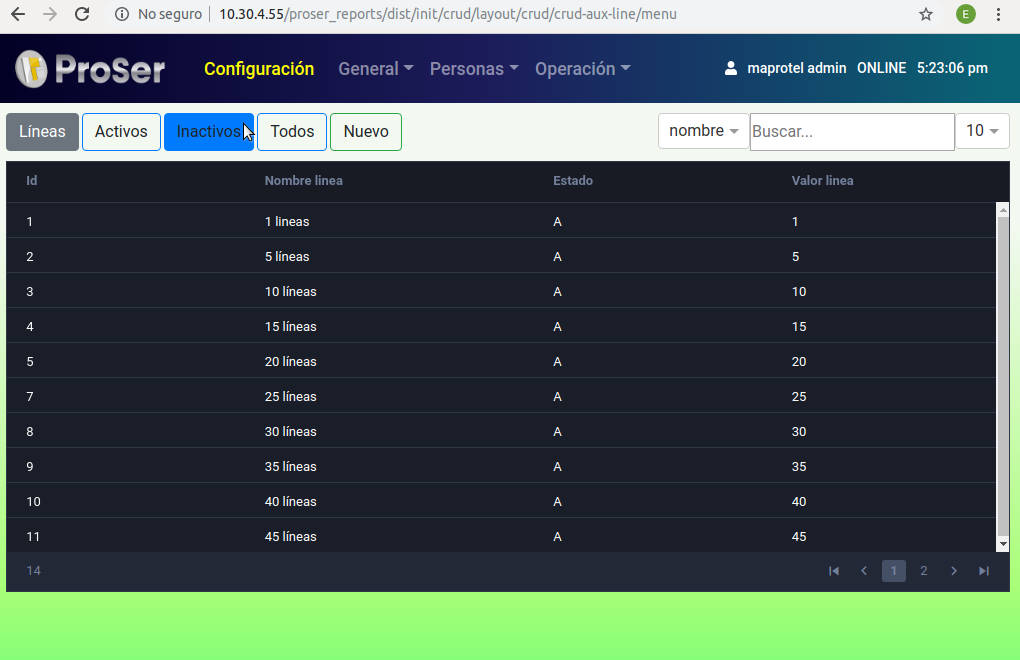 No seguro 10.30.4.55/proser_reports/dist/init/crud/layout/crud/crud-aux-line/menu E
ProSer Configuración General Personas Operación maprotel admin ONLINE 5:23:06 pm
Líneas Activos Inactivos Todos Nuevo nombre Buscar... 10
Id Nombre linea Estado Valor linea
1 1 lineas A 1
2 5 líneas A 5
3 10 líneas A 10
4 15 líneas A 15
5 20 líneas A 20
7 25 líneas A 25
8 30 líneas A 30
9 35 líneas A 35
10 40 líneas A 40
11 45 líneas A 45
14 1 2